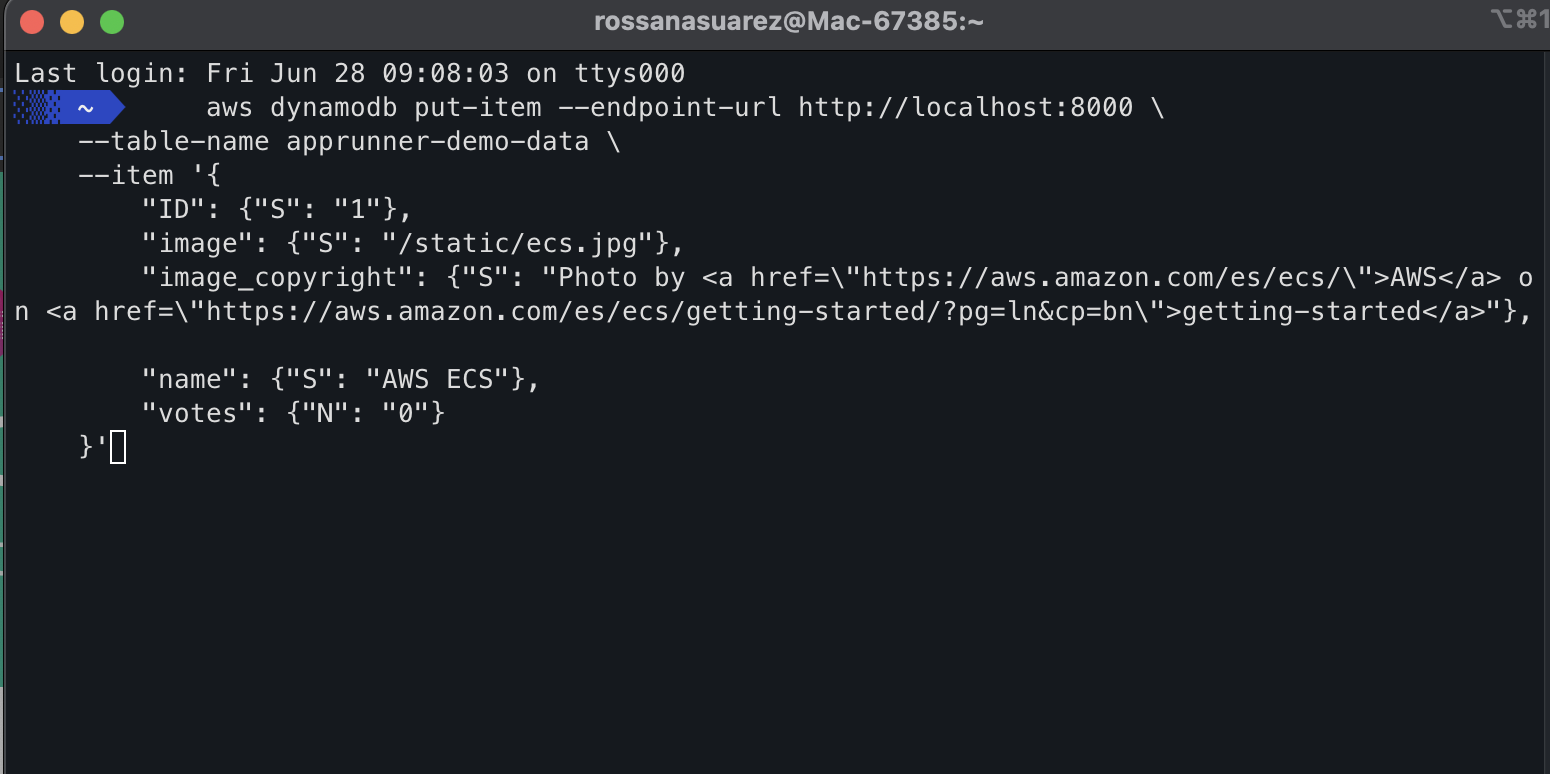 rossanasuarez@Mac-67385:~ ⌥⌘1
Last login: Fri Jun 28 09:08:03 on ttys000
~ aws dynamodb put-item --endpoint-url http://localhost:8000 \
--table-name apprunner-demo-data \
--item '{
"ID": {"S": "1"},
"image": {"S": "/static/ecs.jpg"},
"image_copyright": {"S": "Photo by <a href=\"https://aws.amazon.com/es/ecs/\">AWS</a> o
n <a href=\"https://aws.amazon.com/es/ecs/getting-started/?pg=ln&cp=bn\">getting-started</a>"},
"name": {"S": "AWS ECS"},
"votes": {"N": "0"}
}'